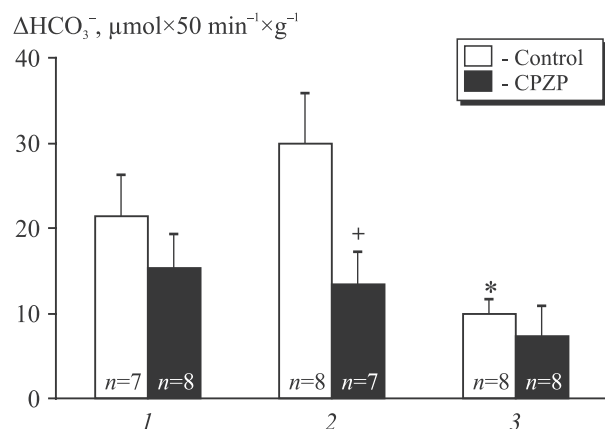 ΔHCO₃⁻, µmol×50 min⁻¹×g⁻¹
- Control
- CPZP
40
30
20
10
0
+
*
n=7 n=8 n=8 n=7 n=8 n=8
1 2 3